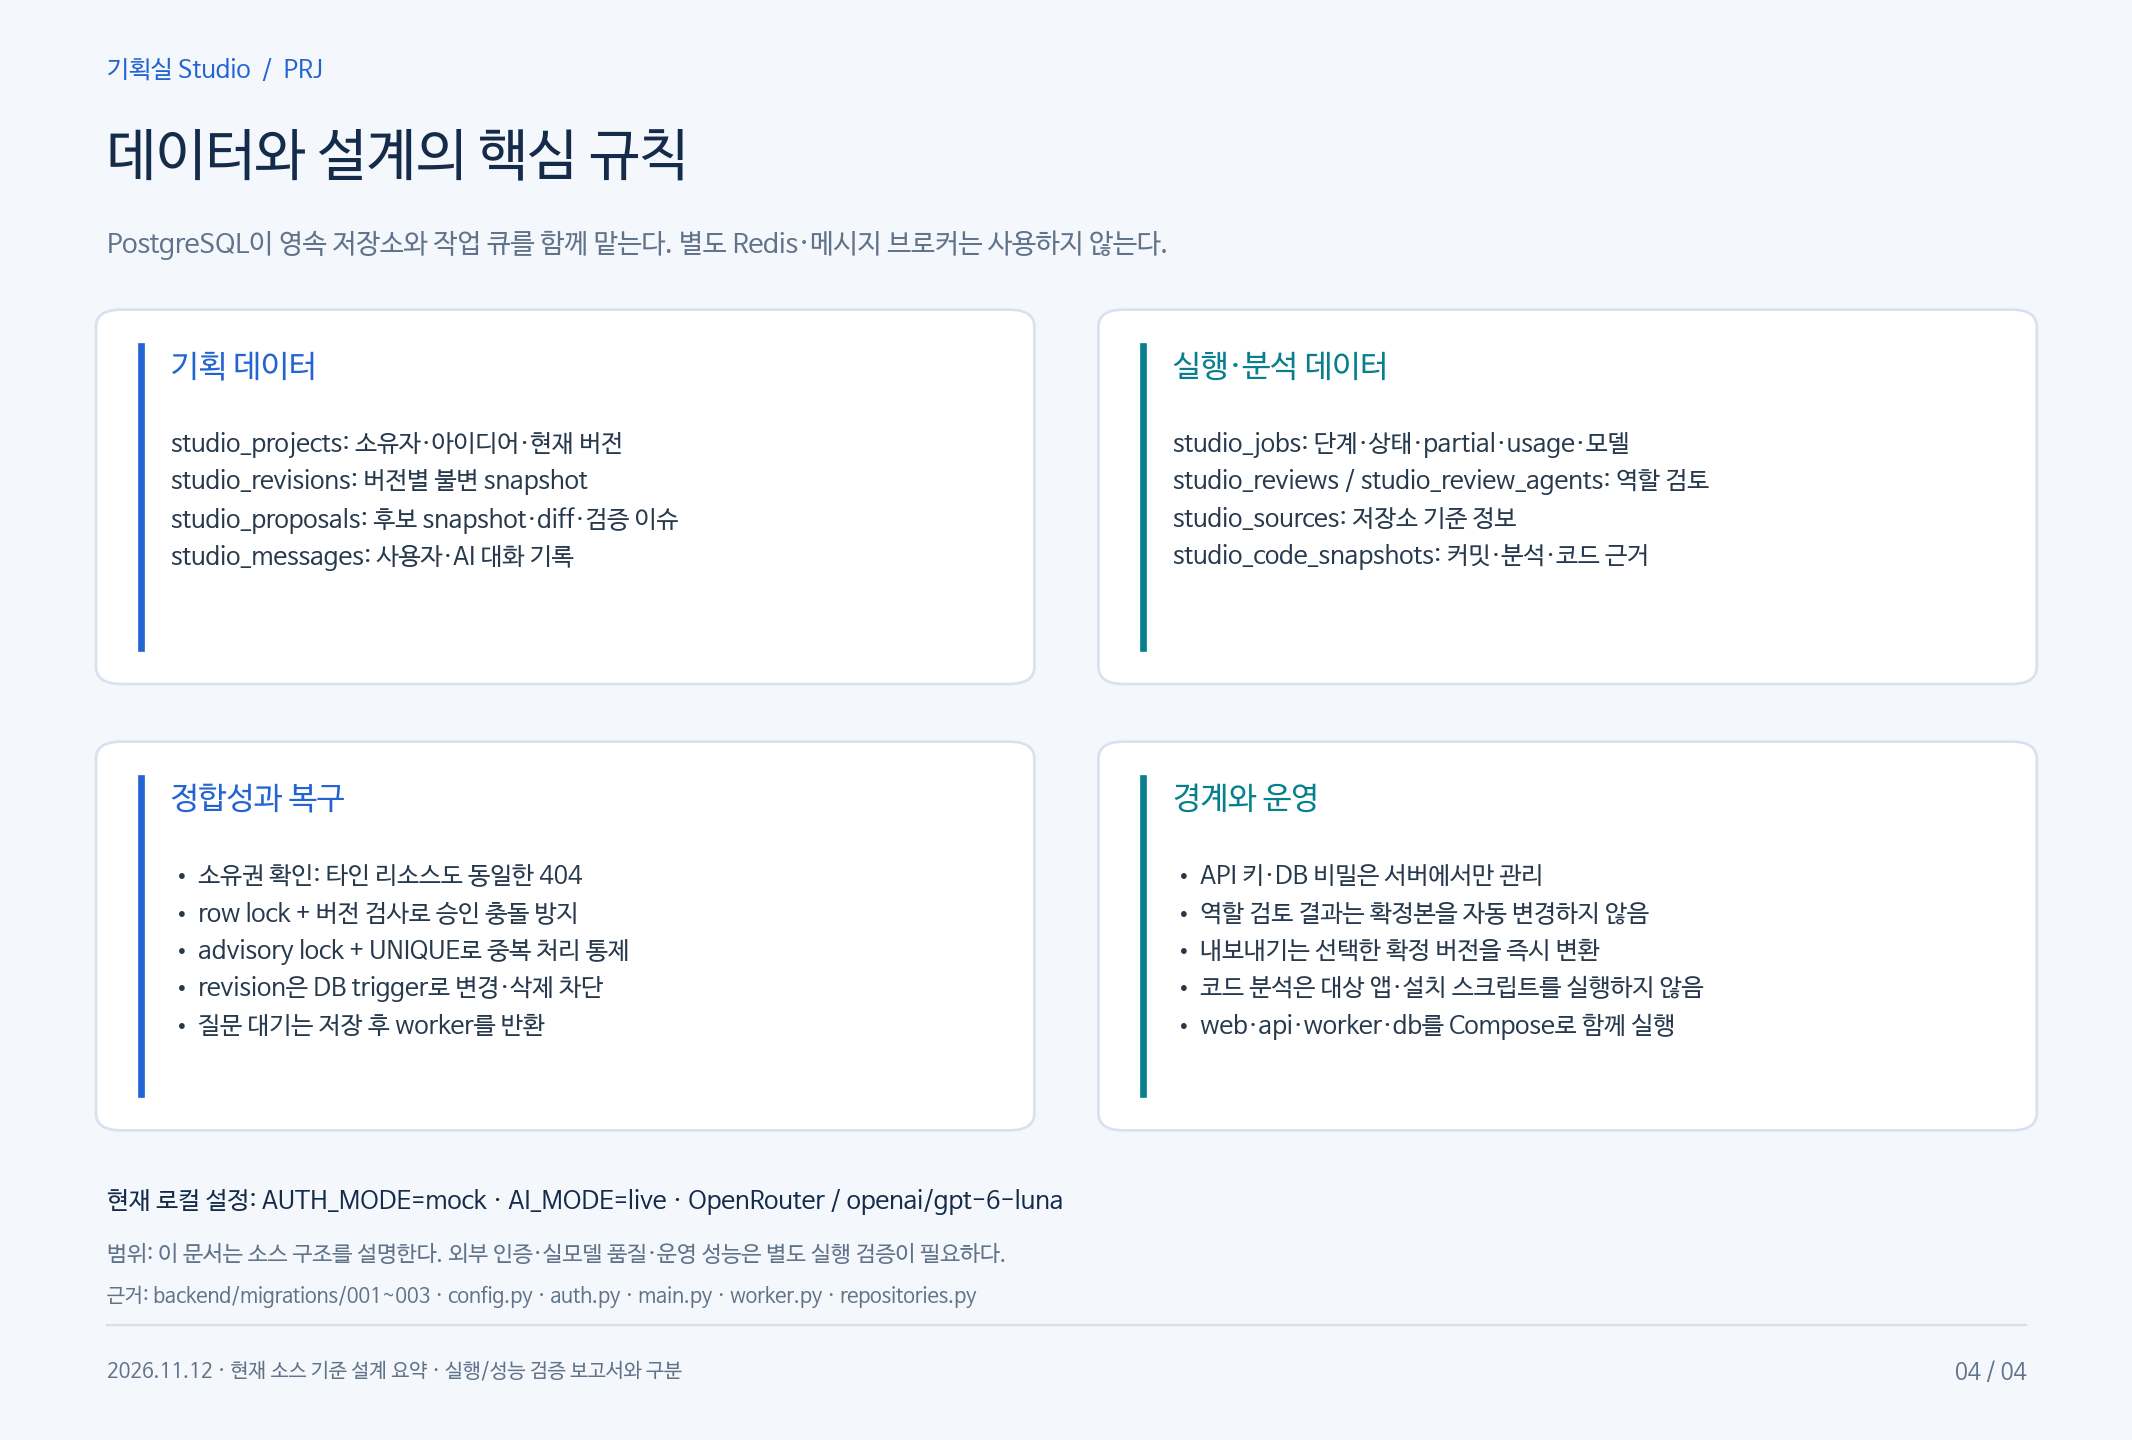 기획실 Studio / PRJ
데이터와 설계의 핵심 규칙
PostgreSQL이 영속 저장소와 작업 큐를 함께 맡는다. 별도 Redis·메시지 브로커는 사용하지 않는다.
기획 데이터
studio_projects: 소유자·아이디어·현재 버전
studio_revisions: 버전별 불변 snapshot
studio_proposals: 후보 snapshot·diff·검증 이슈
studio_messages: 사용자·AI 대화 기록
실행·분석 데이터
studio_jobs: 단계·상태·partial·usage·모델
studio_reviews / studio_review_agents: 역할 검토
studio_sources: 저장소 기준 정보
studio_code_snapshots: 커밋·분석·코드 근거
정합성과 복구
• 소유권 확인: 타인 리소스도 동일한 404
• row lock + 버전 검사로 승인 충돌 방지
• advisory lock + UNIQUE로 중복 처리 통제
• revision은 DB trigger로 변경·삭제 차단
• 질문 대기는 저장 후 worker를 반환
경계와 운영
• API 키·DB 비밀은 서버에서만 관리
• 역할 검토 결과는 확정본을 자동 변경하지 않음
• 내보내기는 선택한 확정 버전을 즉시 변환
• 코드 분석은 대상 앱·설치 스크립트를 실행하지 않음
• web·api·worker·db를 Compose로 함께 실행
현재 로컬 설정: AUTH_MODE=mock · AI_MODE=live · OpenRouter / openai/gpt-6-luna
범위: 이 문서는 소스 구조를 설명한다. 외부 인증·실모델 품질·운영 성능은 별도 실행 검증이 필요하다.
근거: backend/migrations/001~003 · config.py · auth.py · main.py · worker.py · repositories.py
2026.11.12 · 현재 소스 기준 설계 요약 · 실행/성능 검증 보고서와 구분
04 / 04